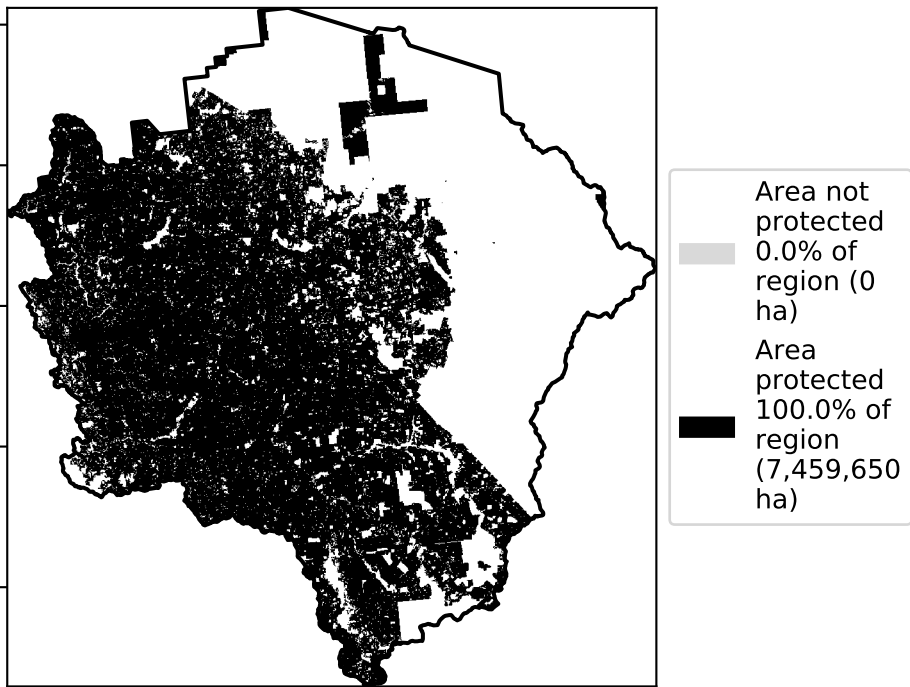 Area not
protected
0.0% of
region (0
ha)
Area
protected
100.0% of
region
(7,459,650
ha)